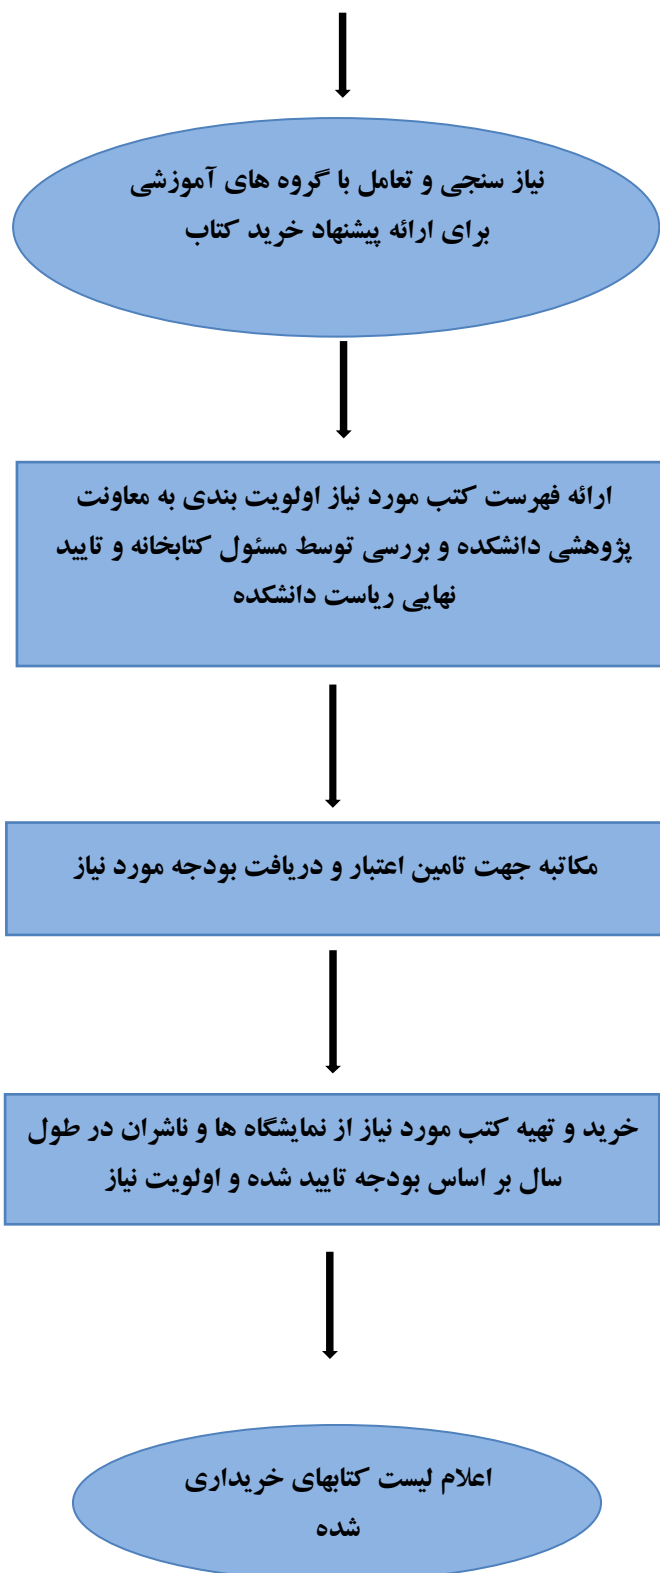 نیاز سنجی و تعامل با گروه های آموزشی
برای ارائه پیشنهاد خرید کتاب
ارائه فهرست کتب مورد نیاز اولویت بندی به معاونت
پژوهشی دانشکده و بررسی توسط مسئول کتابخانه و تایید
نهایی ریاست دانشکده
مکاتبه جهت تامین اعتبار و دریافت بودجه مورد نیاز
خرید و تهیه کتب مورد نیاز از نمایشگاه ها و ناشران در طول
سال بر اساس بودجه تایید شده و اولویت نیاز
اعلام لیست کتابهای خریداری
شده